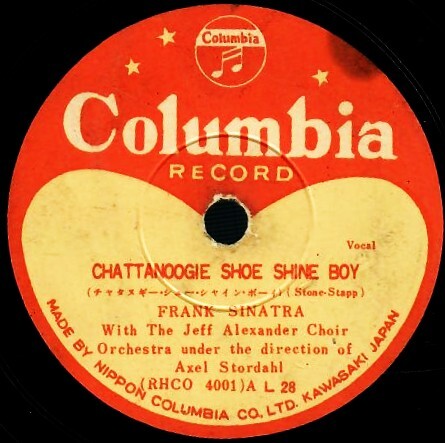 Columbia
Columbia
RECORD
Vocal
CHATTANOOGIE SHOE SHINE BOY
(チャタヌギー・シュー・シャイン・ボーイ) (Stone-Stapp)
FRANK SINATRA
With The Jeff Alexander Choir
Orchestra under the direction of
Axel Stordahl
(RHCO 4001) A L 28
MADE BY NIPPON COLUMBIA CO., LTD. KAWASAKI JAPAN